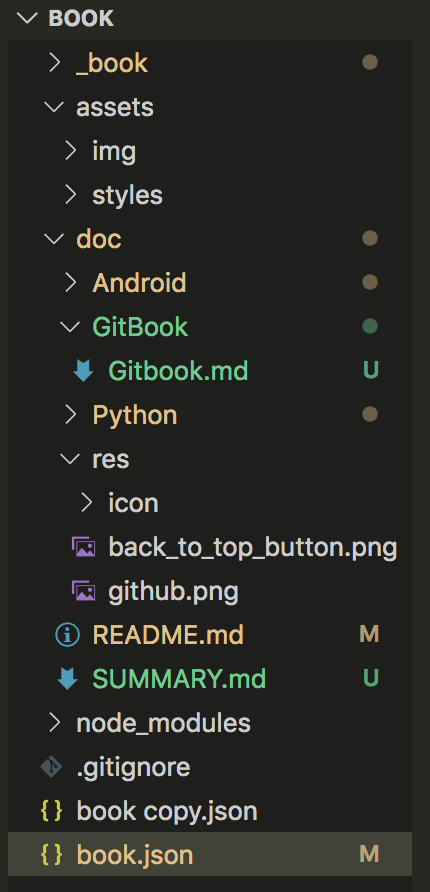 BOOK
_book
assets
img
styles
doc
Android
GitBook
Gitbook.md U
Python
res
icon
back_to_top_button.png
github.png
README.md M
SUMMARY.md U
node_modules
.gitignore
book copy.json
book.json M